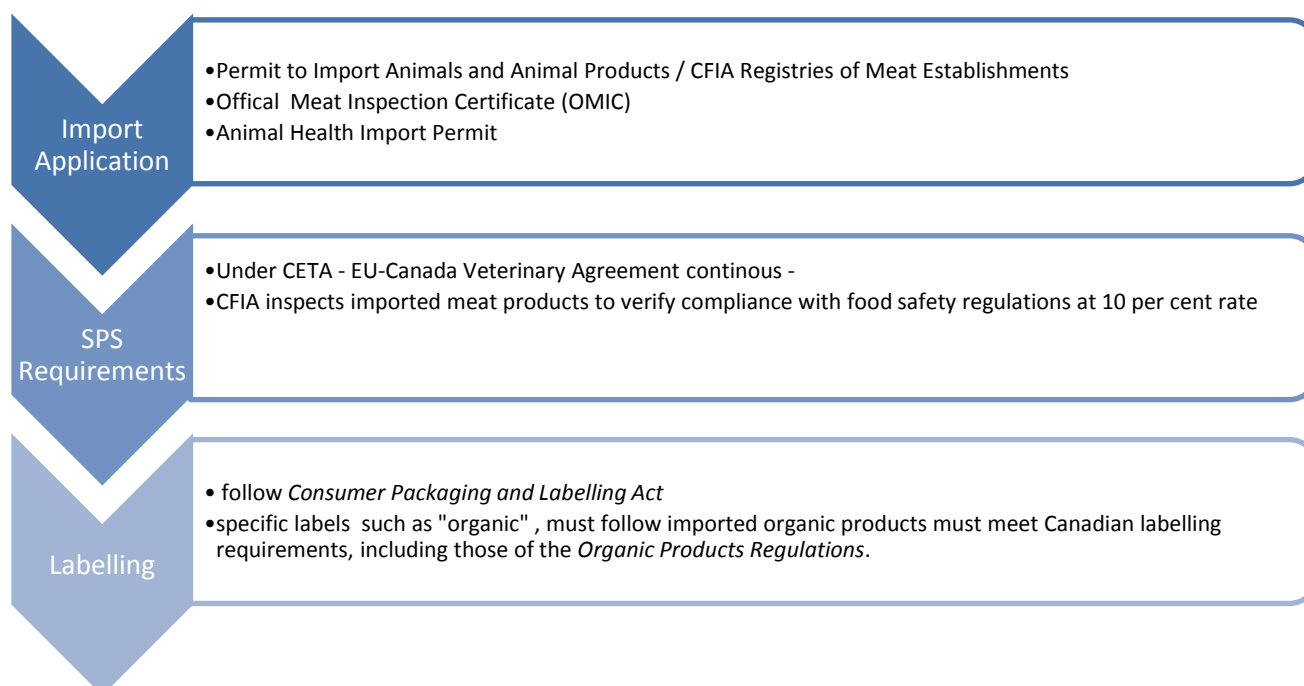 Import
Application
•Permit to Import Animals and Animal Products / CFIA Registries of Meat Establishments
•Offical  Meat Inspection Certificate (OMIC)
•Animal Health Import Permit
SPS
Requirements
•Under CETA - EU-Canada Veterinary Agreement continous -
•CFIA inspects imported meat products to verify compliance with food safety regulations at 10 per cent rate
Labelling
• follow Consumer Packaging and Labelling Act
•specific labels  such as "organic" , must follow imported organic products must meet Canadian labelling
requirements, including those of the Organic Products Regulations.